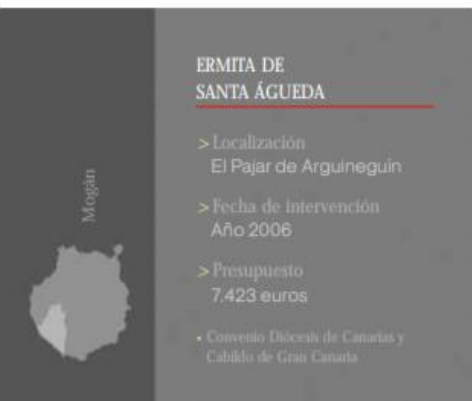 ERMITA DE
SANTA ÁGUEDA
> Localización
El Pajar de Arguineguín
> Fecha de intervención
Año 2006
> Presupuesto
7.423 euros
• Convenio Diócesis de Canarias y
Cabildo de Gran Canaria
Mogàn